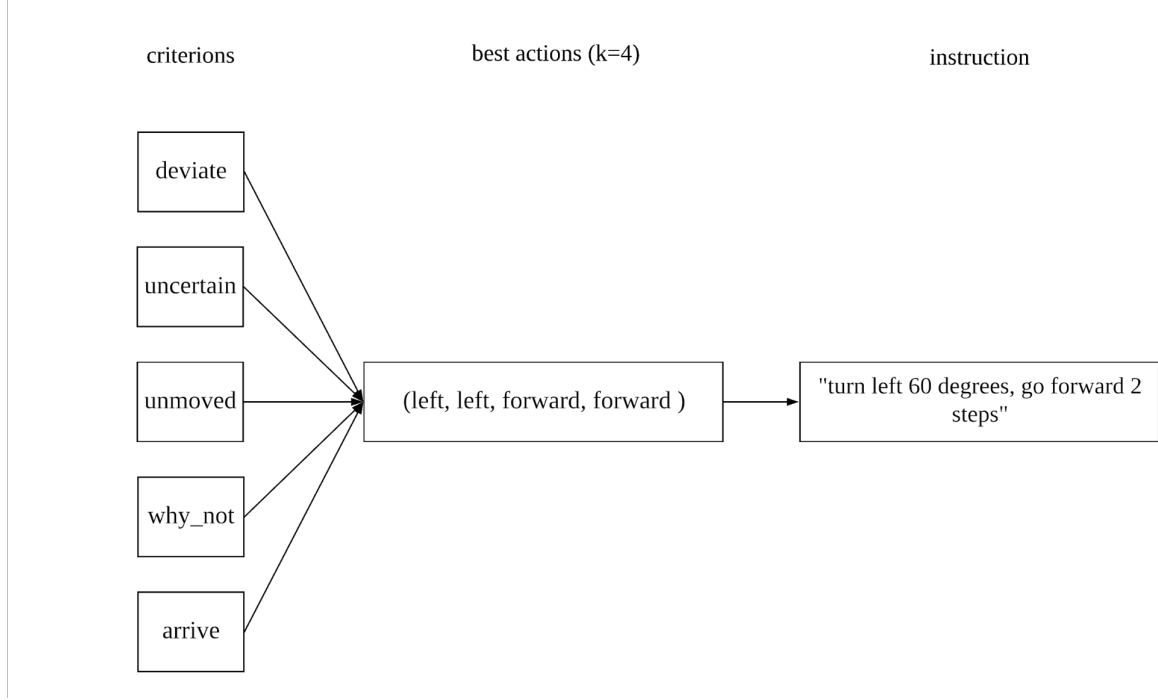 criterions
best actions (k=4)
instruction
deviate
uncertain
unmoved
why_not
arrive
(left, left, forward, forward )
"turn left 60 degrees, go forward 2
steps"